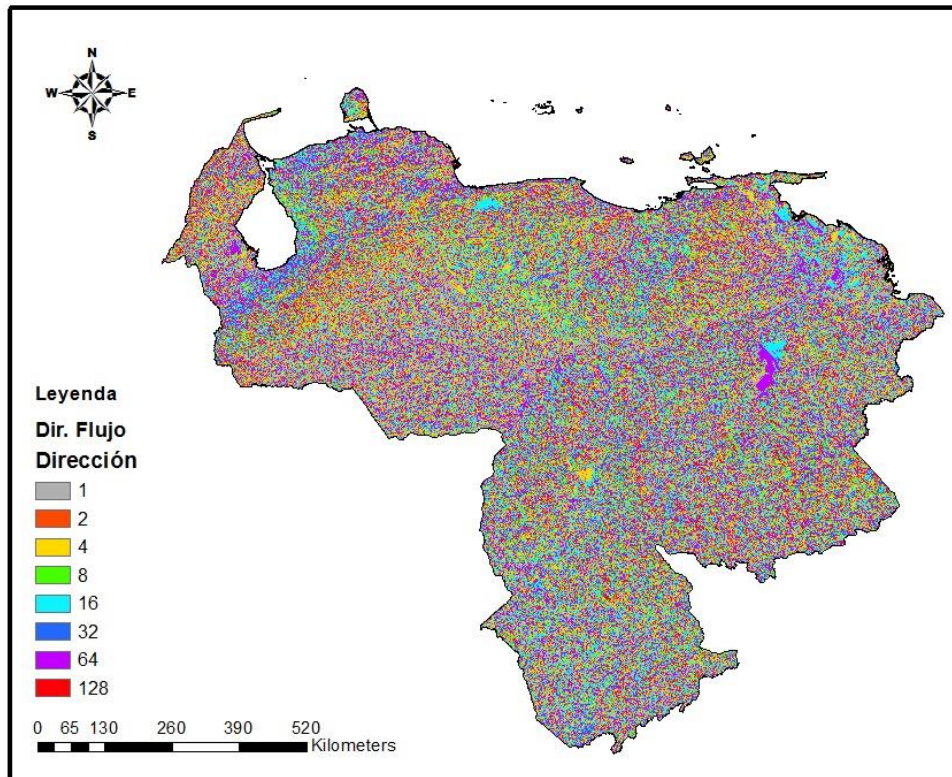 N
W E
S
Leyenda
Dir. Flujo
Dirección
1
2
4
8
16
32
64
128
0 65 130 260 390 520
Kilometers